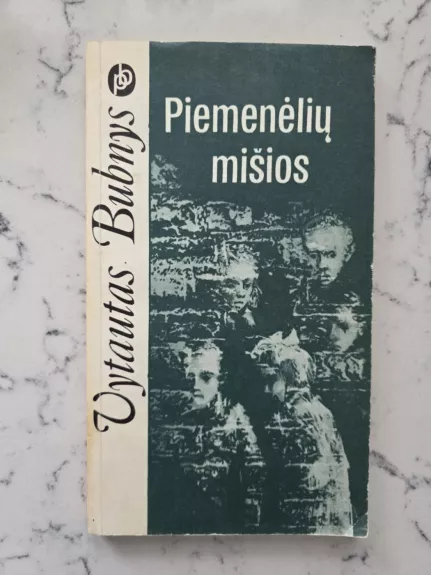 Vytautas Bubnys
Piemenėlių
mišios